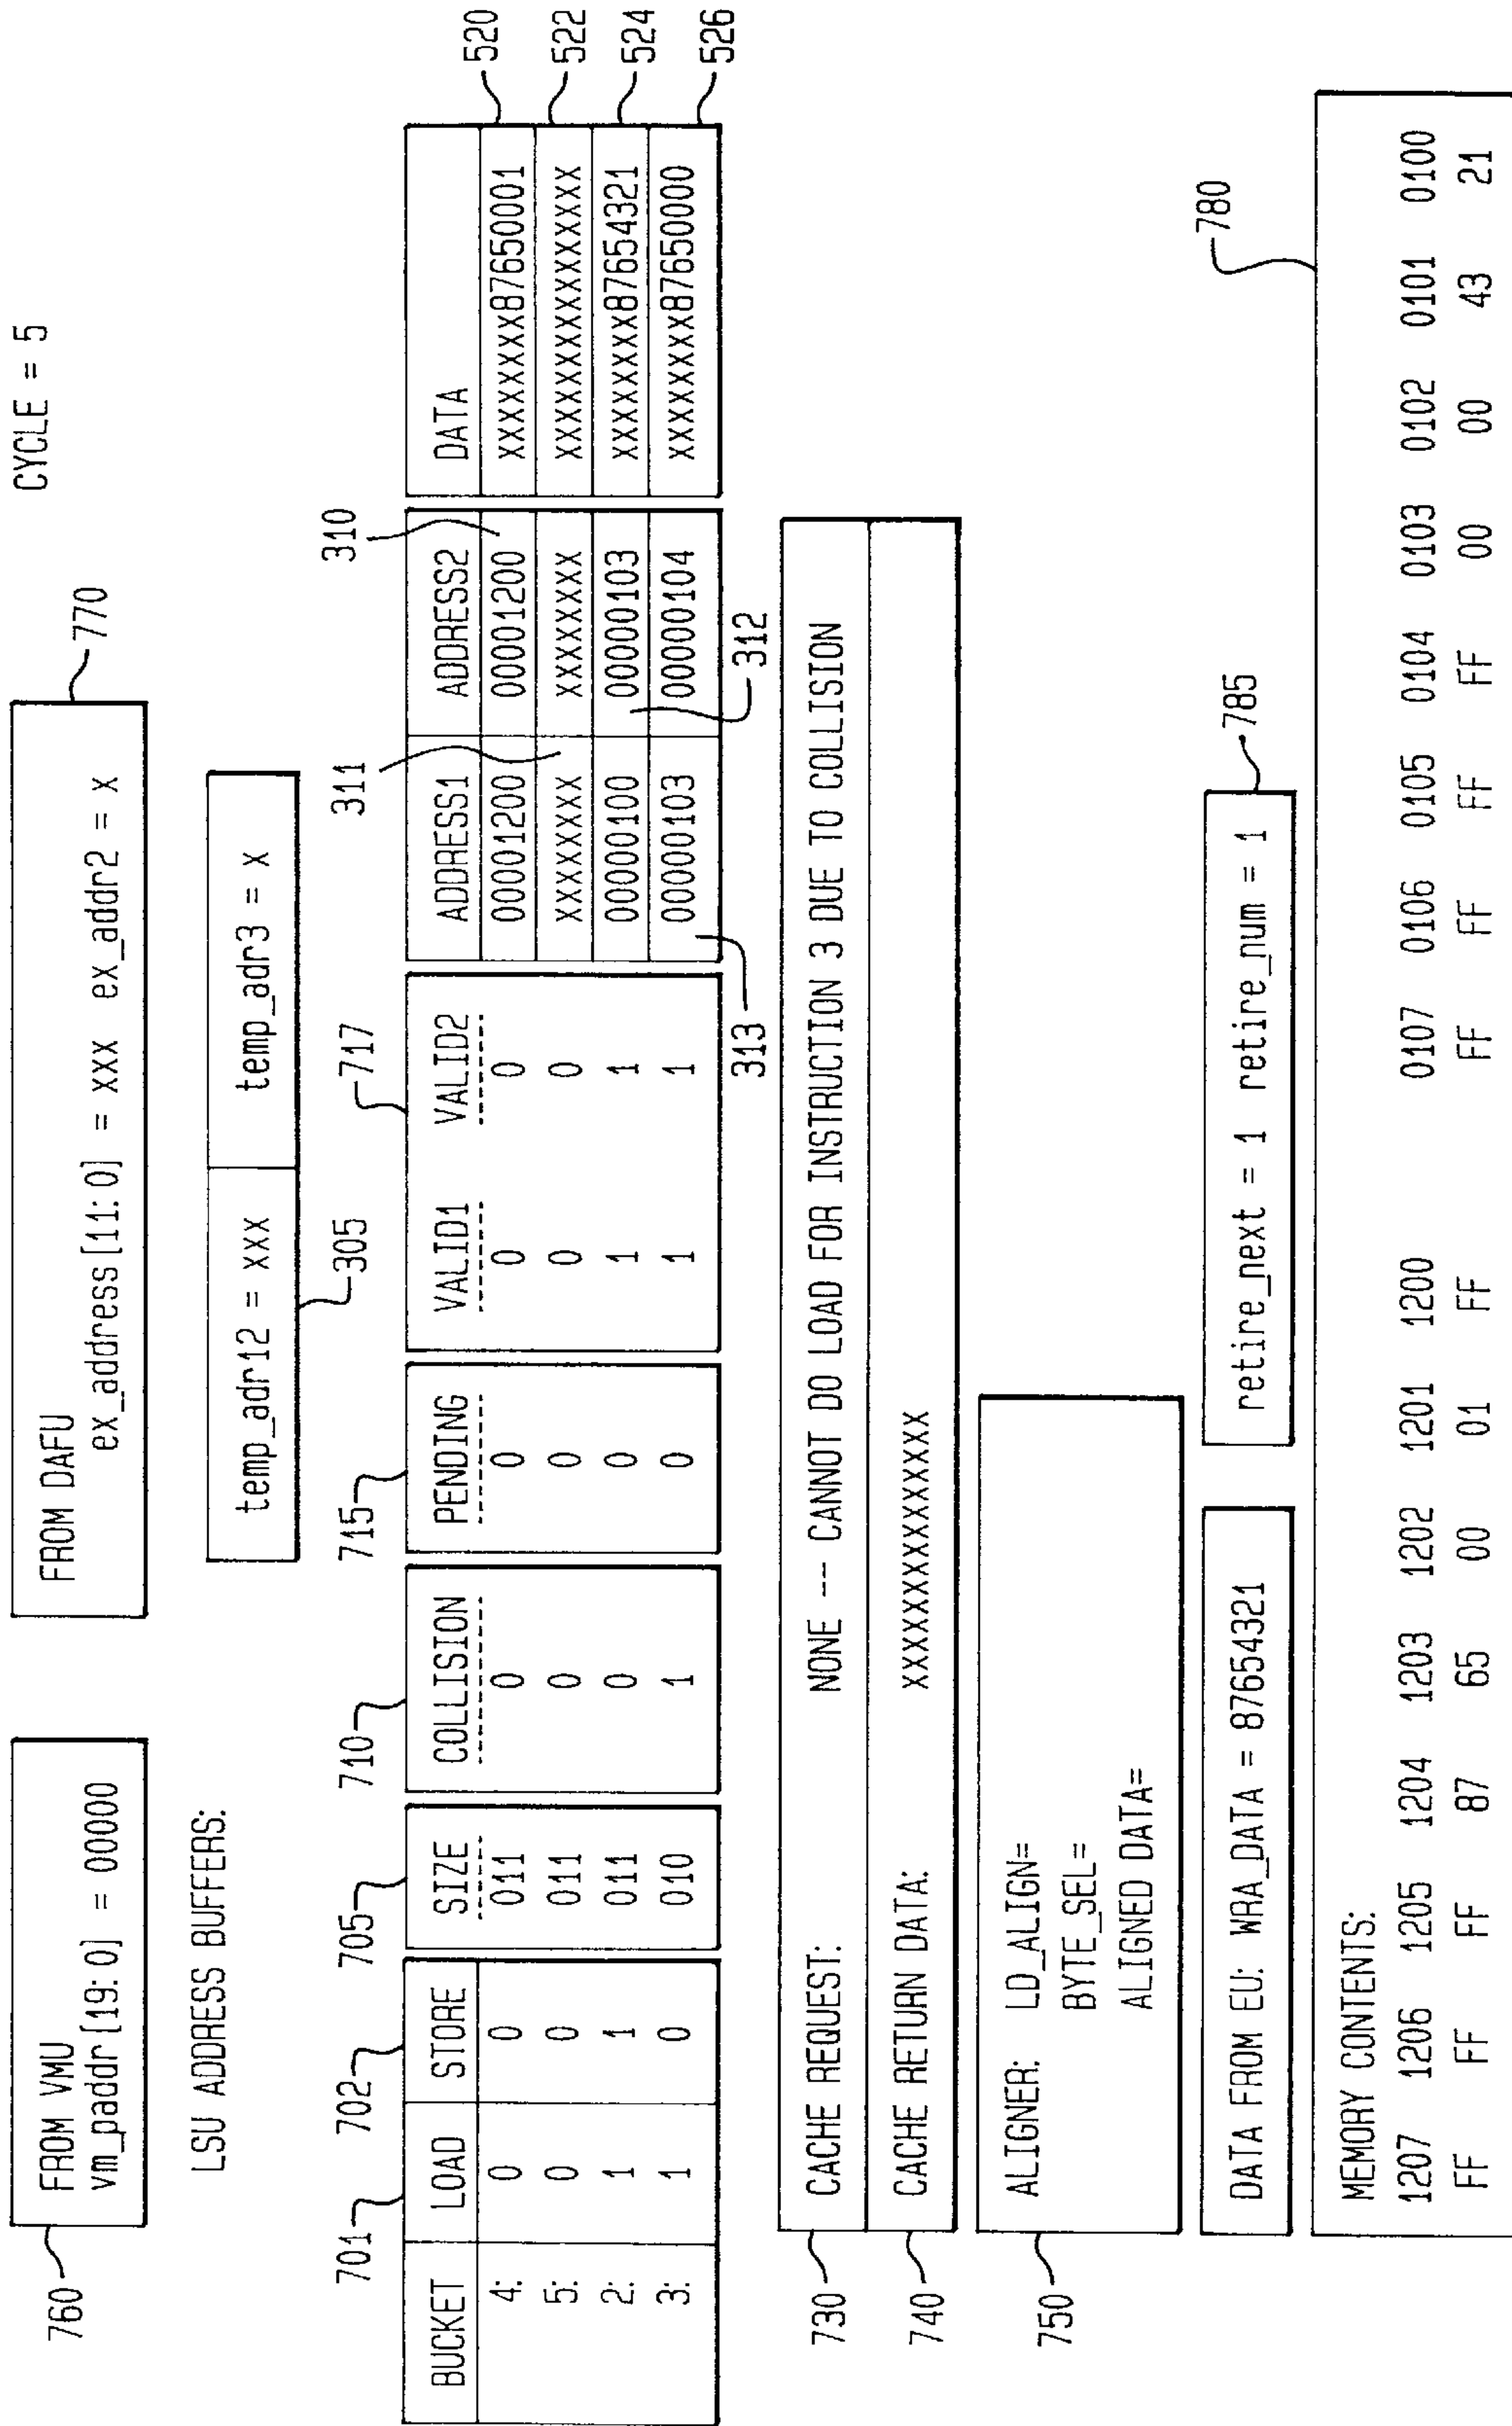 CYCLE = 5
FROM VMU
vm_paddr [19:0] = 00000
760
FROM DAFU
ex_address [11:0] = xxx ex_addr2 = x
770
LSU ADDRESS BUFFERS:
temp_adr12 = xxx temp_adr3 = x
305
701 702 705 710 715 717 311 310
BUCKET LOAD STORE SIZE COLLISION PENDING VALID1 VALID2 ADDRESS1 ADDRESS2 DATA
4: 0 0 011 0 0 0 0 00001200 00001200 XXXXXXXX87650001 520
5: 0 0 011 0 0 0 0 XXXXXXXX XXXXXXXX XXXXXXXXXXXXXXXX 522
2: 1 1 011 0 0 1 1 00000100 00000103 XXXXXXXX87654321 524
3: 1 0 010 1 0 1 1 00000103 00000104 XXXXXXXX87650000 526
313 312
730 CACHE REQUEST: NONE -- CANNOT DO LOAD FOR INSTRUCTION 3 DUE TO COLLISION
740 CACHE RETURN DATA: XXXXXXXXXXXXXXXX
750 ALIGNER: LD_ALIGN=
BYTE_SEL=
ALIGNED DATA=
DATA FROM EU: WRA_DATA = 87654321
retire_next = 1 retire_num = 1
785
780
MEMORY CONTENTS:
1207 1206 1205 1204 1203 1202 1201 1200 0107 0106 0105 0104 0103 0102 0101 0100
FF FF FF 87 65 00 01 FF FF FF FF FF 00 00 43 21